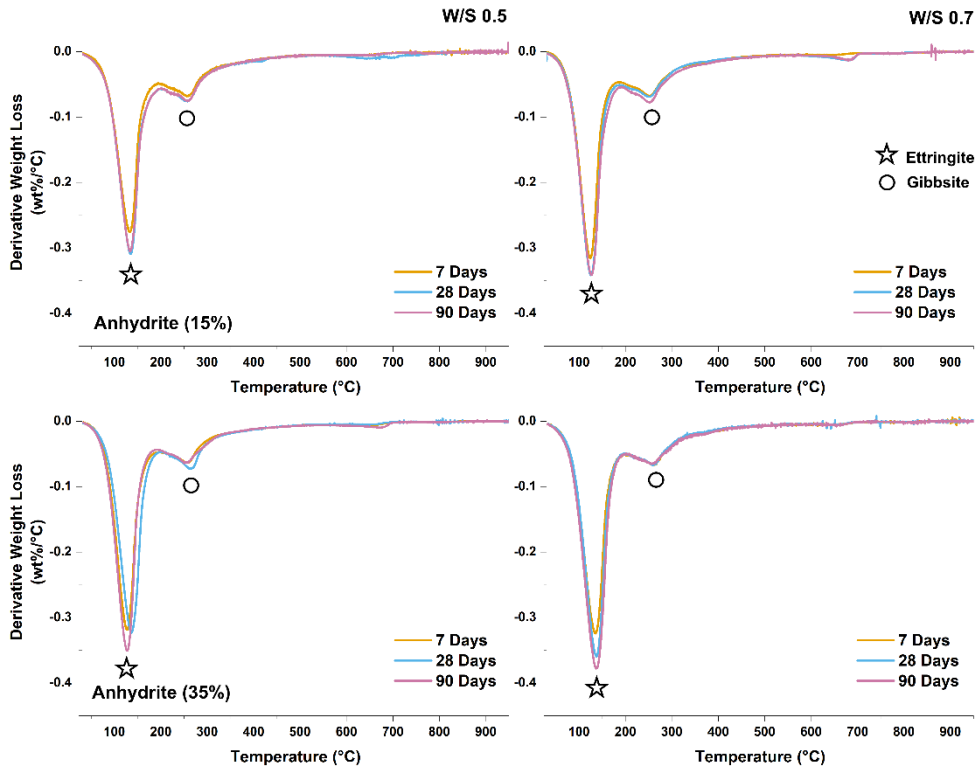 W/S 0.5
W/S 0.7
Derivative Weight Loss
(wt%/°C)
0.0
-0.1
-0.2
-0.3
-0.4
7 Days
28 Days
90 Days
Anhydrite (15%)
100 200 300 400 500 600 700 800 900
Temperature (°C)
0.0
-0.1
-0.2
-0.3
-0.4
Ettringite
Gibbsite
7 Days
28 Days
90 Days
100 200 300 400 500 600 700 800 900
Temperature (°C)
Derivative Weight Loss
(wt%/°C)
0.0
-0.1
-0.2
-0.3
-0.4
7 Days
28 Days
90 Days
Anhydrite (35%)
100 200 300 400 500 600 700 800 900
Temperature (°C)
0.0
-0.1
-0.2
-0.3
-0.4
7 Days
28 Days
90 Days
100 200 300 400 500 600 700 800 900
Temperature (°C)